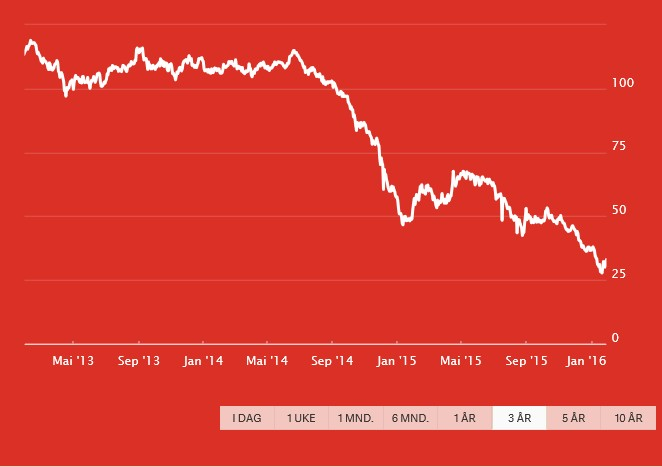 100
75
50
25
0
Mai '13 Sep '13 Jan '14 Mai '14 Sep '14 Jan '15 Mai '15 Sep '15 Jan '16
I DAG 1 UKE 1 MND. 6 MND. 1 ÅR 3 ÅR 5 ÅR 10 ÅR